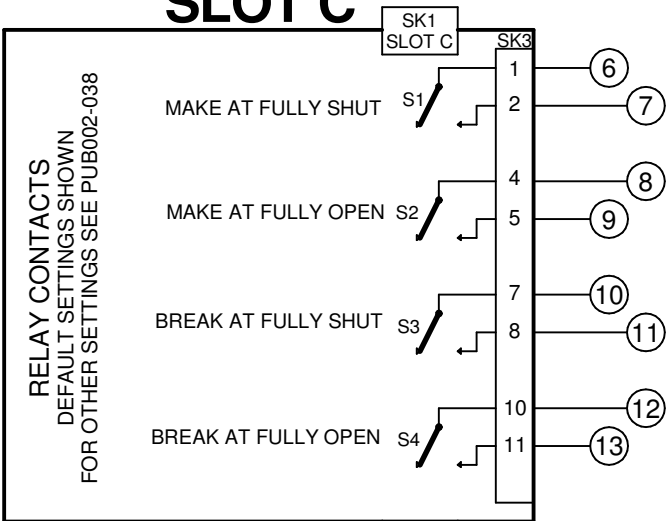 SLOT C
SK1
SLOT C
SK3
RELAY CONTACTS
DEFAULT SETTINGS SHOWN
FOR OTHER SETTINGS SEE PUB002-038
MAKE AT FULLY SHUT S1 1 6
2 7
MAKE AT FULLY OPEN S2 4 8
5 9
BREAK AT FULLY SHUT S3 7 10
8 11
BREAK AT FULLY OPEN S4 10 12
11 13